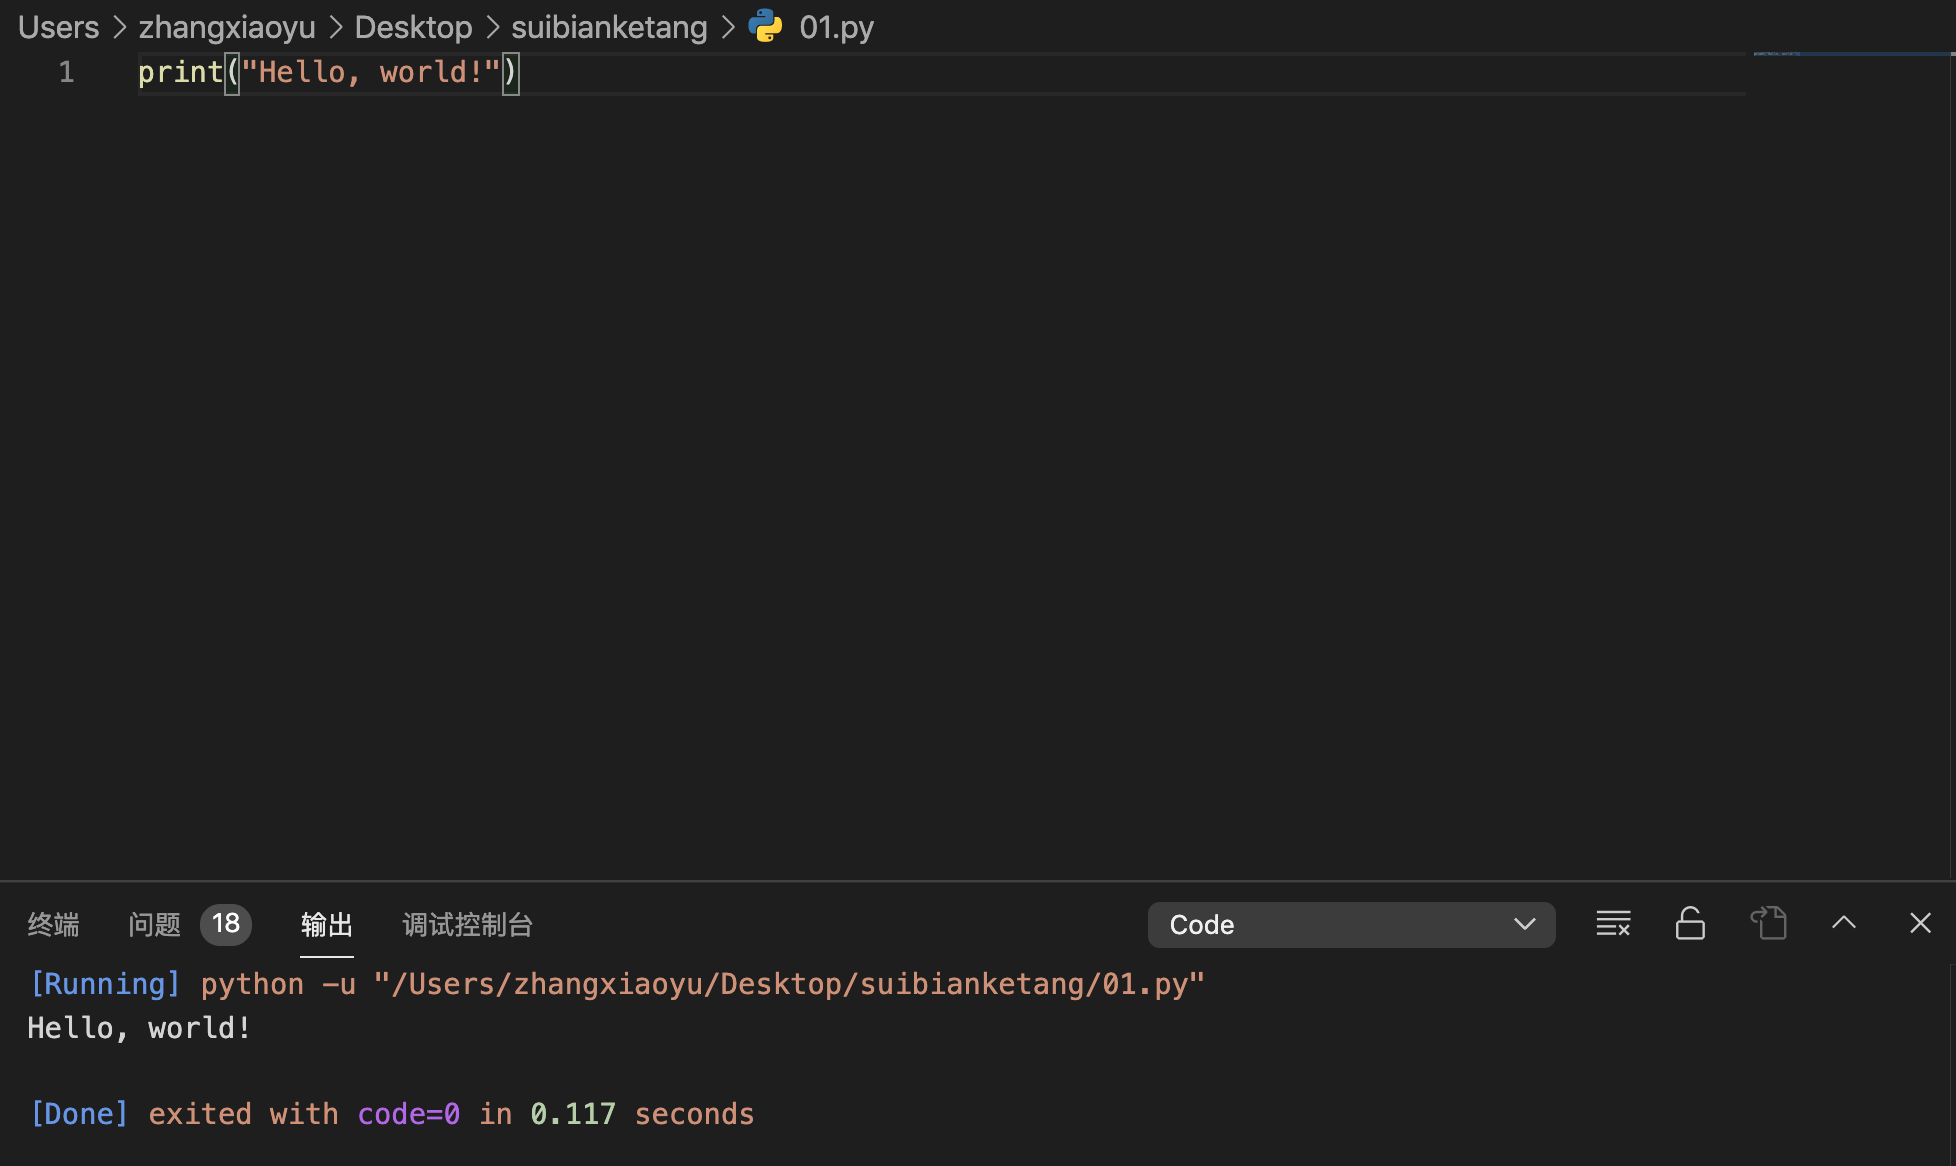 Users > zhangxiaoyu > Desktop > suibianketang > 01.py
1 print("Hello, world!")
终端 问题 18 输出 调试控制台 Code
[Running] python -u "/Users/zhangxiaoyu/Desktop/suibianketang/01.py"
Hello, world!
[Done] exited with code=0 in 0.117 seconds